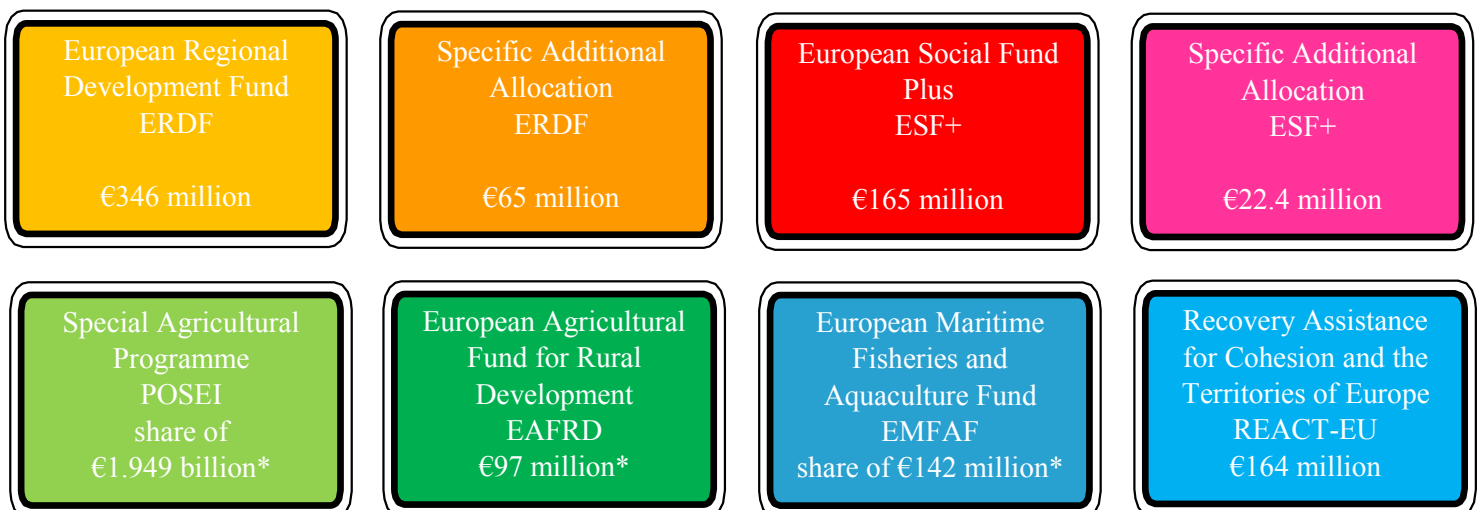 European Regional
Development Fund
ERDF
€346 million
Specific Additional
Allocation
ERDF
€65 million
European Social Fund
Plus
ESF+
€165 million
Specific Additional
Allocation
ESF+
€22.4 million
Special Agricultural
Programme
POSEI
share of
€1.949 billion*
European Agricultural
Fund for Rural
Development
EAFRD
€97 million*
European Maritime
Fisheries and
Aquaculture Fund
EMFAF
share of €142 million*
Recovery Assistance
for Cohesion and the
Territories of Europe
REACT-EU
€164 million